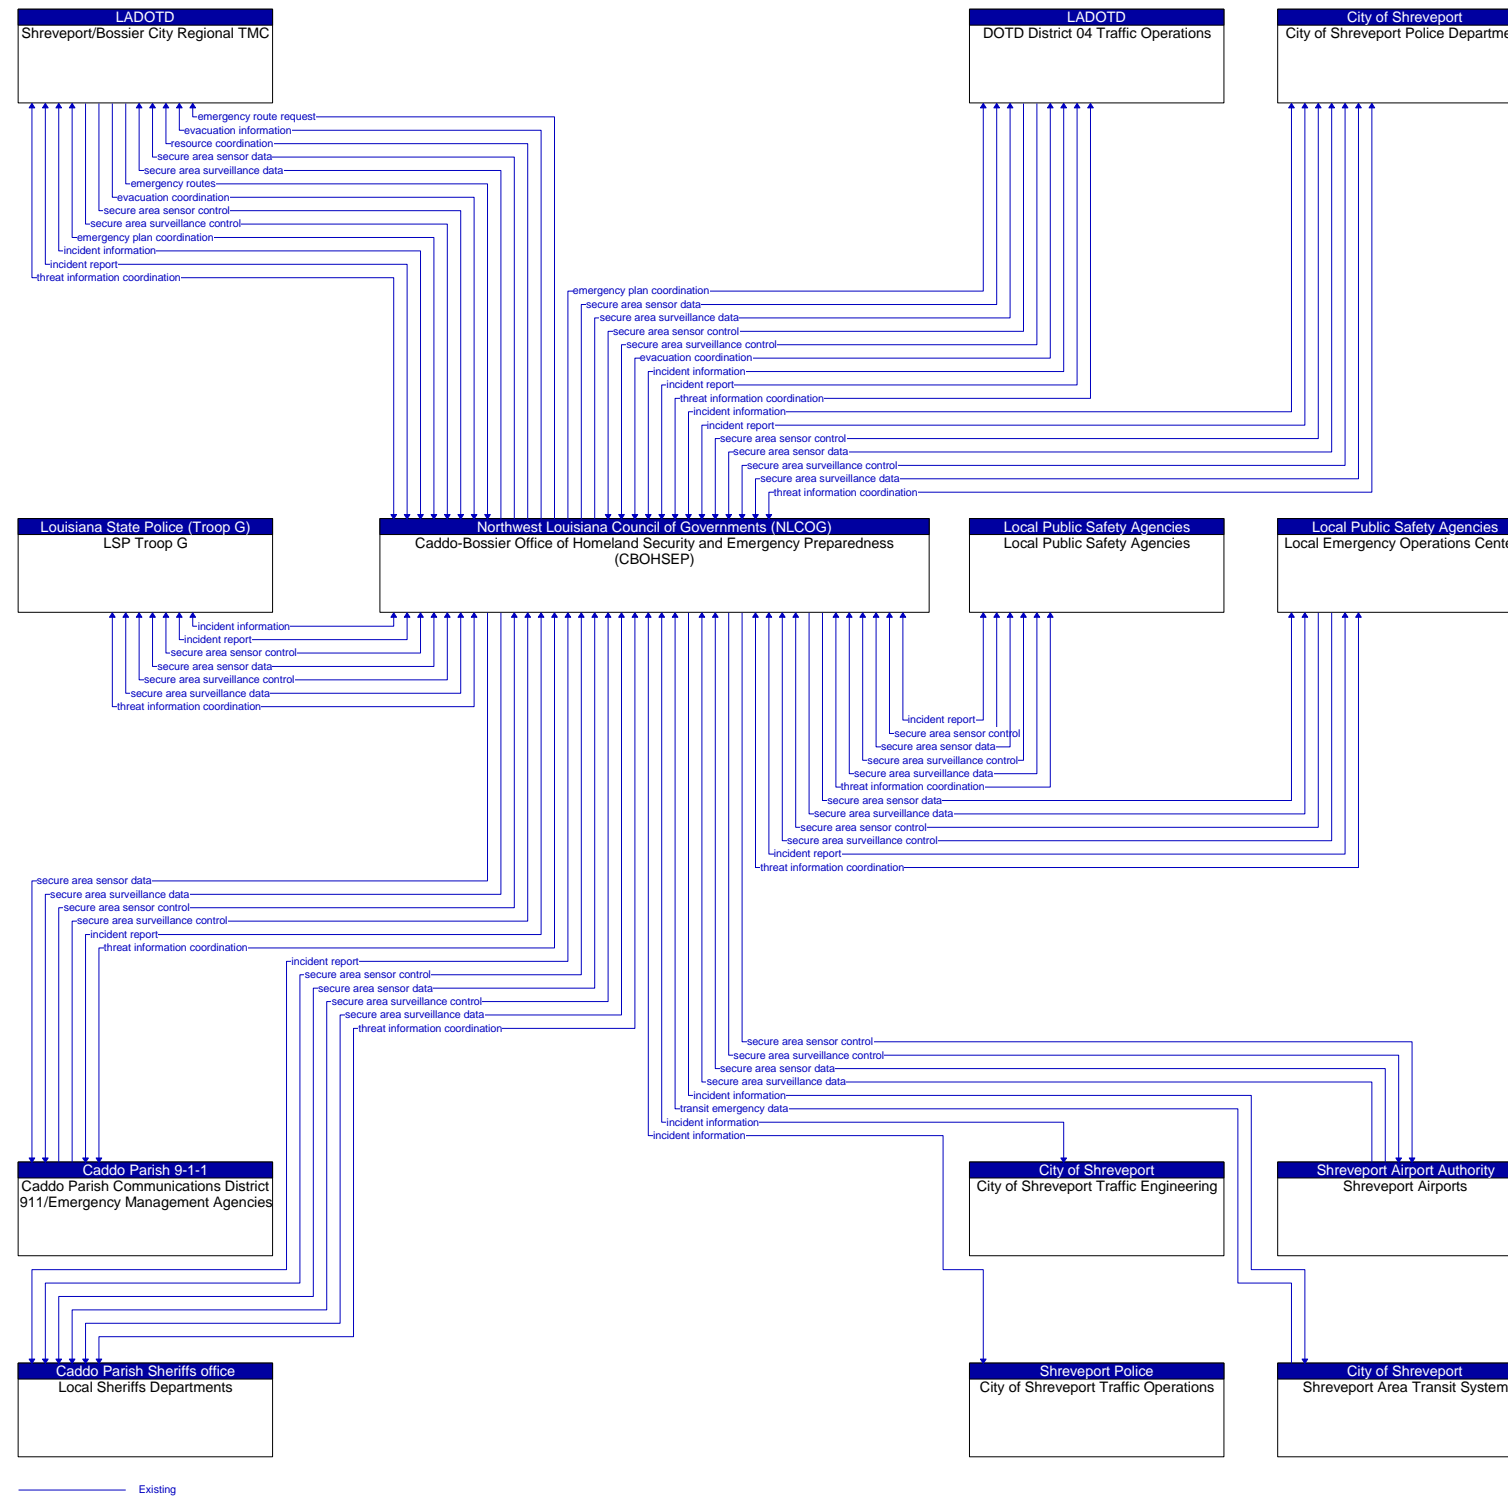 LADOTD
Shreveport/Bossier City Regional TMC
LADOTD
DOTD District 04 Traffic Operations
City of Shreveport
City of Shreveport Police Departme
emergency route request
evacuation information
resource coordination
secure area sensor data
secure area surveillance data
emergency routes
evacuation coordination
secure area sensor control
secure area surveillance control
emergency plan coordination
incident information
incident report
threat information coordination
emergency plan coordination
secure area sensor data
secure area surveillance data
secure area sensor control
secure area surveillance control
evacuation coordination
incident information
incident report
threat information coordination
incident information
incident report
secure area sensor control
secure area sensor data
secure area surveillance control
secure area surveillance data
threat information coordination
Louisiana State Police (Troop G)
LSP Troop G
Northwest Louisiana Council of Governments (NLCOG)
Caddo-Bossier Office of Homeland Security and Emergency Preparedness
(CBOHSEP)
Local Public Safety Agencies
Local Public Safety Agencies
Local Public Safety Agencies
Local Emergency Operations Cente
incident information
incident report
secure area sensor control
secure area sensor data
secure area surveillance control
secure area surveillance data
threat information coordination
incident report
secure area sensor control
secure area sensor data
secure area surveillance control
secure area surveillance data
threat information coordination
secure area sensor data
secure area surveillance data
secure area sensor control
secure area surveillance control
incident report
threat information coordination
secure area sensor data
secure area surveillance data
secure area sensor control
secure area surveillance control
incident report
threat information coordination
incident report
secure area sensor control
secure area sensor data
secure area surveillance control
secure area surveillance data
threat information coordination
secure area sensor control
secure area surveillance control
secure area sensor data
secure area surveillance data
incident information
transit emergency data
incident information
incident information
Caddo Parish 9-1-1
Caddo Parish Communications District
911/Emergency Management Agencies
City of Shreveport
City of Shreveport Traffic Engineering
Shreveport Airport Authority
Shreveport Airports
Caddo Parish Sheriffs office
Local Sheriffs Departments
Shreveport Police
City of Shreveport Traffic Operations
City of Shreveport
Shreveport Area Transit System
Existing